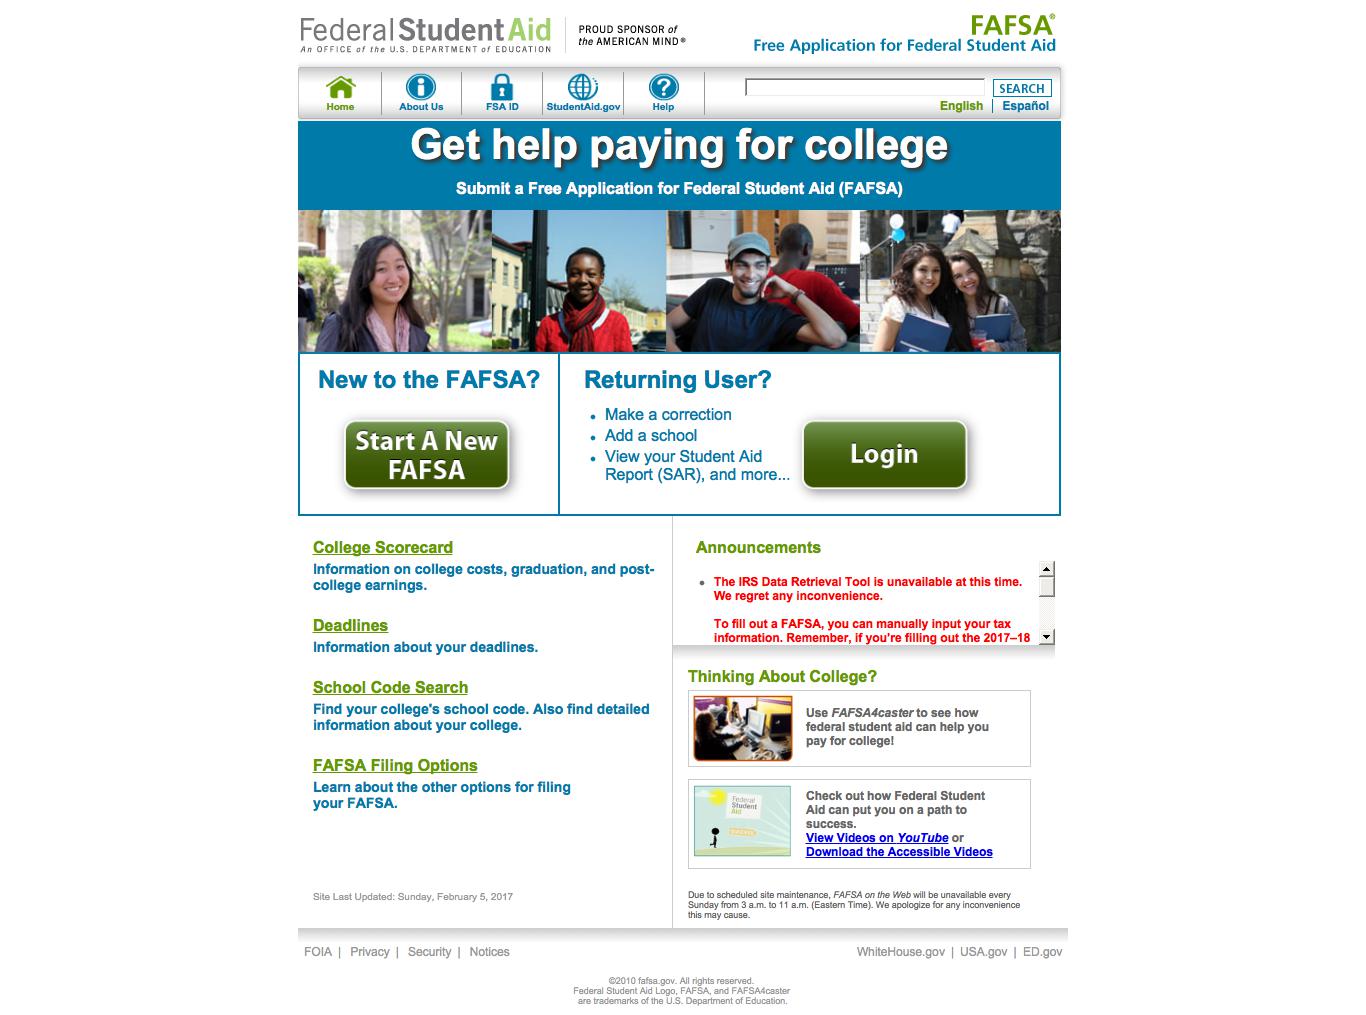 Federal Student Aid
An OFFICE of the U.S. DEPARTMENT of EDUCATION
PROUD SPONSOR of
the AMERICAN MIND®
FAFSA®
Free Application for Federal Student Aid
Home
About Us
FSA ID
StudentAid.gov
Help
SEARCH
English
Español
Get help paying for college
Submit a Free Application for Federal Student Aid (FAFSA)
New to the FAFSA?
Start A New
FAFSA
Returning User?
Make a correction
Add a school
View your Student Aid
Report (SAR), and more...
Login
College Scorecard
Information on college costs, graduation, and post-
college earnings.
Deadlines
Information about your deadlines.
School Code Search
Find your college's school code. Also find detailed
information about your college.
FAFSA Filing Options
Learn about the other options for filing
your FAFSA.
Site Last Updated: Sunday, February 5, 2017
Announcements
The IRS Data Retrieval Tool is unavailable at this time.
We regret any inconvenience.
To fill out a FAFSA, you can manually input your tax
information. Remember, if you're filling out the 2017–18
Thinking About College?
Use FAFSA4caster to see how
federal student aid can help you
pay for college!
Federal
Student
Aid
Check out how Federal Student
Aid can put you on a path to
success.
View Videos on YouTube or
Download the Accessible Videos
Due to scheduled site maintenance, FAFSA on the Web will be unavailable every
Sunday from 3 a.m. to 11 a.m. (Eastern Time). We apologize for any inconvenience
this may cause.
FOIA | Privacy | Security | Notices
WhiteHouse.gov | USA.gov | ED.gov
©2010 fafsa.gov. All rights reserved.
Federal Student Aid Logo, FAFSA, and FAFSA4caster
are trademarks of the U.S. Department of Education.